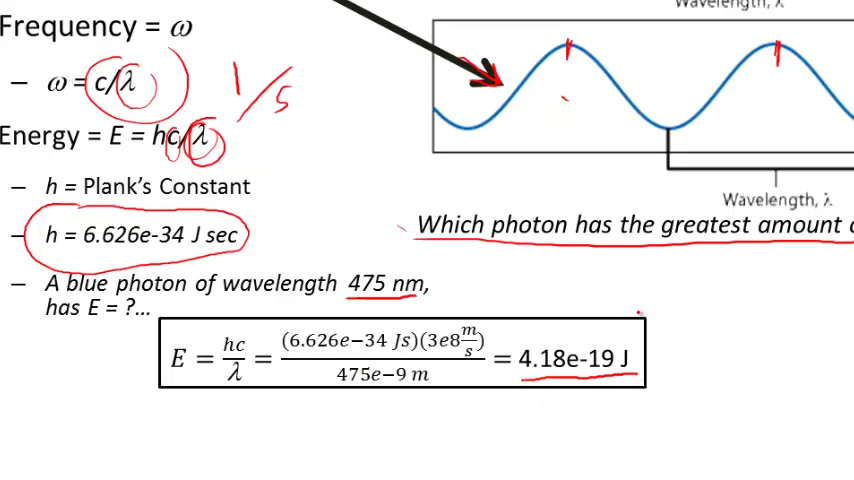 Wavelength, λ
Frequency = ω
– ω = c/λ
1/s
Energy = E = hc/λ
– h = Plank's Constant
Wavelength, λ
– h = 6.626e-34 J sec
Which photon has the greatest amount
– A blue photon of wavelength 475 nm,
has E = ?...
E = hc/λ = (6.626e−34 Js)(3e8 m/s)/475e−9 m = 4.18e-19 J